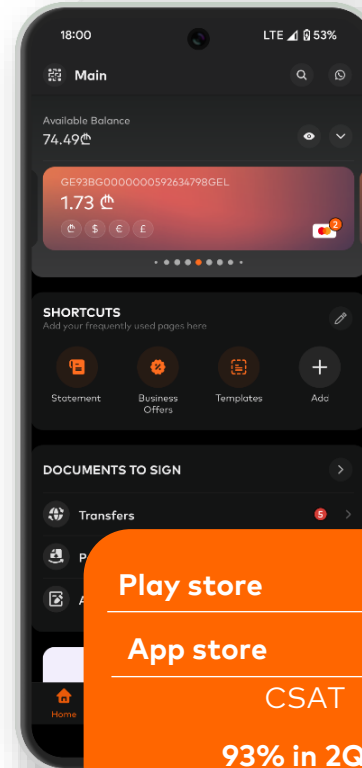 18:00
LTE 53%
Main
Available Balance
74.49₾
GE93BG0000000592634798GEL
1.73 ₾
₾ $ € £
2
SHORTCUTS
Add your frequently used pages here
Statement
Business Offers
Templates
Add
DOCUMENTS TO SIGN
Transfers
5
Play store
App store
CSAT
93% in 2Q
Home